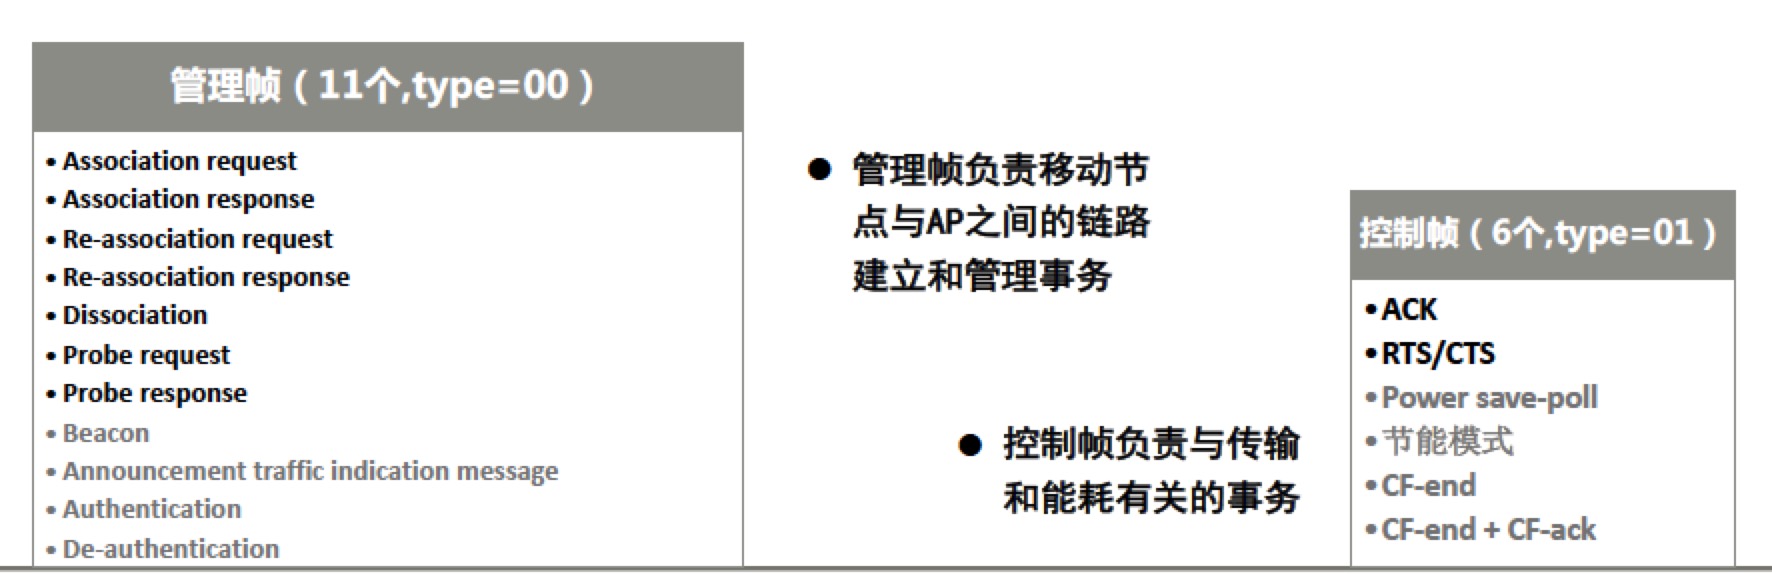 管理帧（11个,type=00）
• Association request
• Association response
• Re-association request
• Re-association response
• Dissociation
• Probe request
• Probe response
• Beacon
• Announcement traffic indication message
• Authentication
• De-authentication
● 管理帧负责移动节
点与AP之间的链路
建立和管理事务
● 控制帧负责与传输
和能耗有关的事务
控制帧（6个,type=01）
• ACK
• RTS/CTS
• Power save-poll
• 节能模式
• CF-end
• CF-end + CF-ack